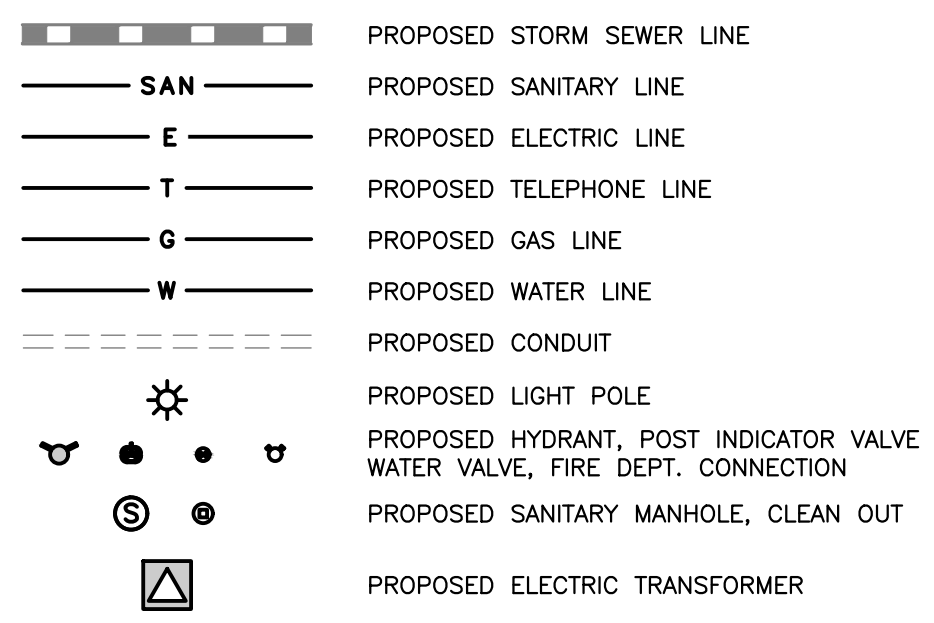 PROPOSED STORM SEWER LINE
SAN PROPOSED SANITARY LINE
E PROPOSED ELECTRIC LINE
T PROPOSED TELEPHONE LINE
G PROPOSED GAS LINE
W PROPOSED WATER LINE
PROPOSED CONDUIT
PROPOSED LIGHT POLE
PROPOSED HYDRANT, POST INDICATOR VALVE
WATER VALVE, FIRE DEPT. CONNECTION
S PROPOSED SANITARY MANHOLE, CLEAN OUT
PROPOSED ELECTRIC TRANSFORMER